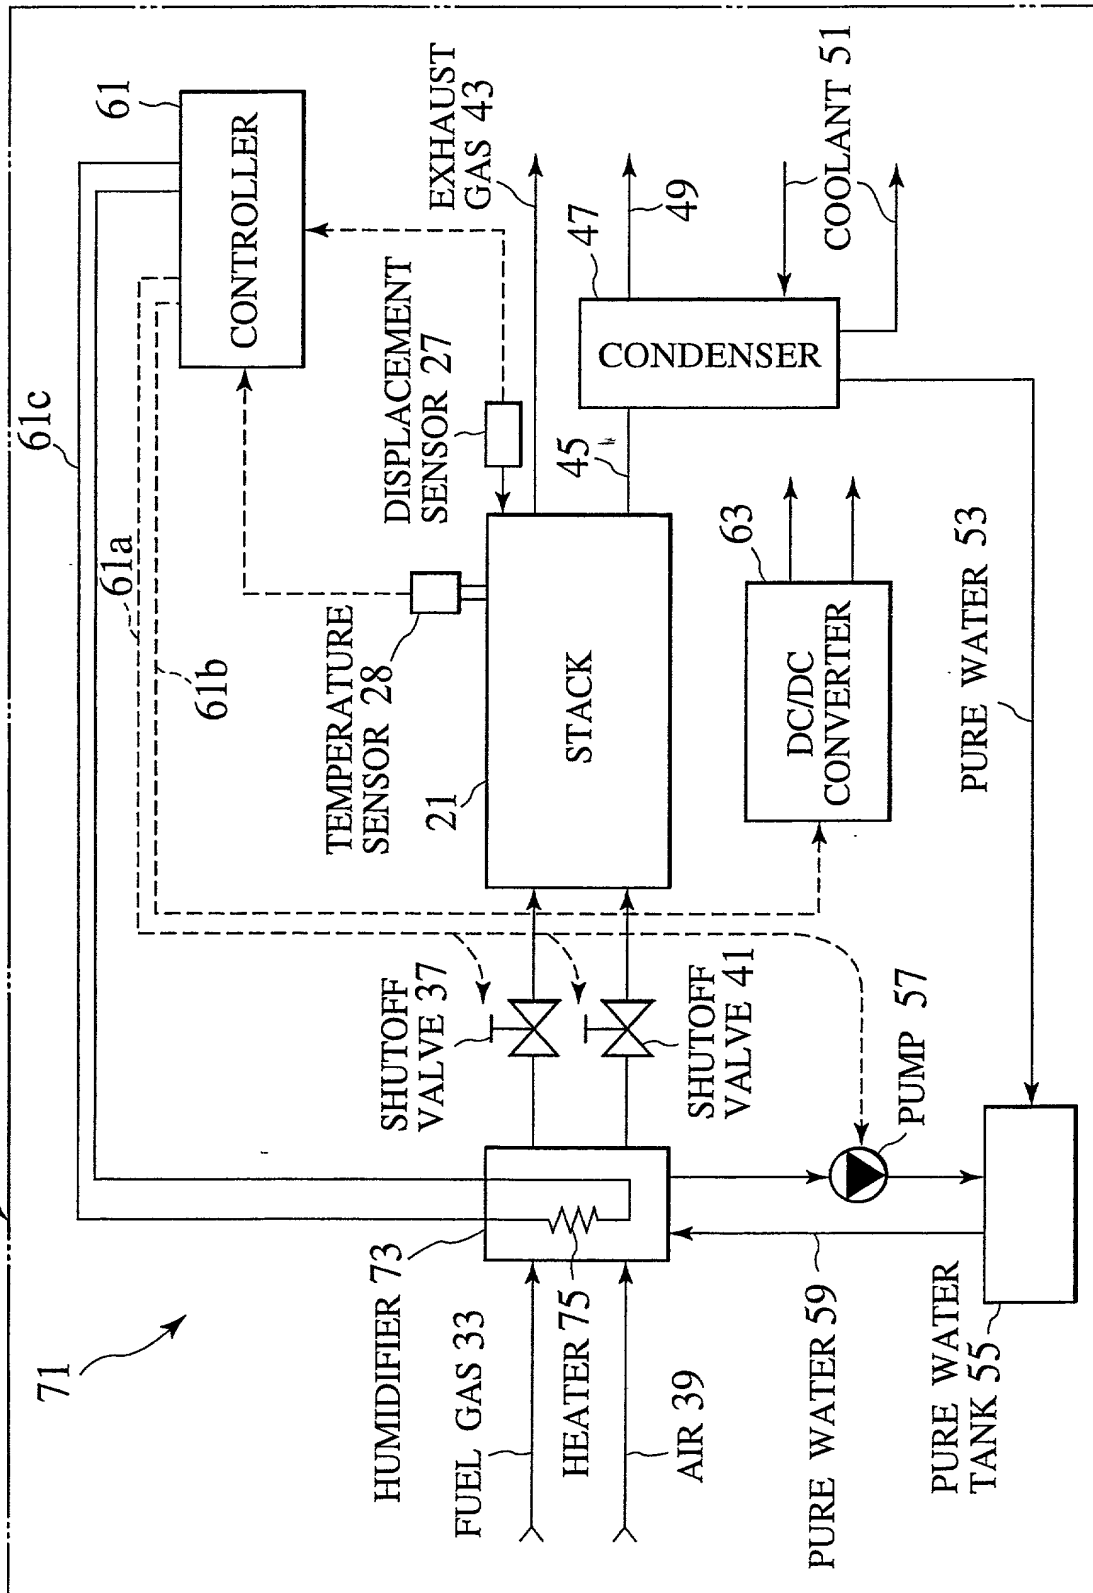 71
HUMIDIFIER 73
FUEL GAS 33
HEATER 75
AIR 39
PURE WATER 59
PURE WATER
TANK 55
SHUTOFF
VALVE 37
SHUTOFF
VALVE 41
PUMP 57
61a
61b
61c
TEMPERATURE
SENSOR 28
21
STACK
DC/DC
CONVERTER
63
DISPLACEMENT
SENSOR 27
45
CONDENSER
47
49
PURE WATER 53
61
CONTROLLER
EXHAUST
GAS 43
COOLANT 51